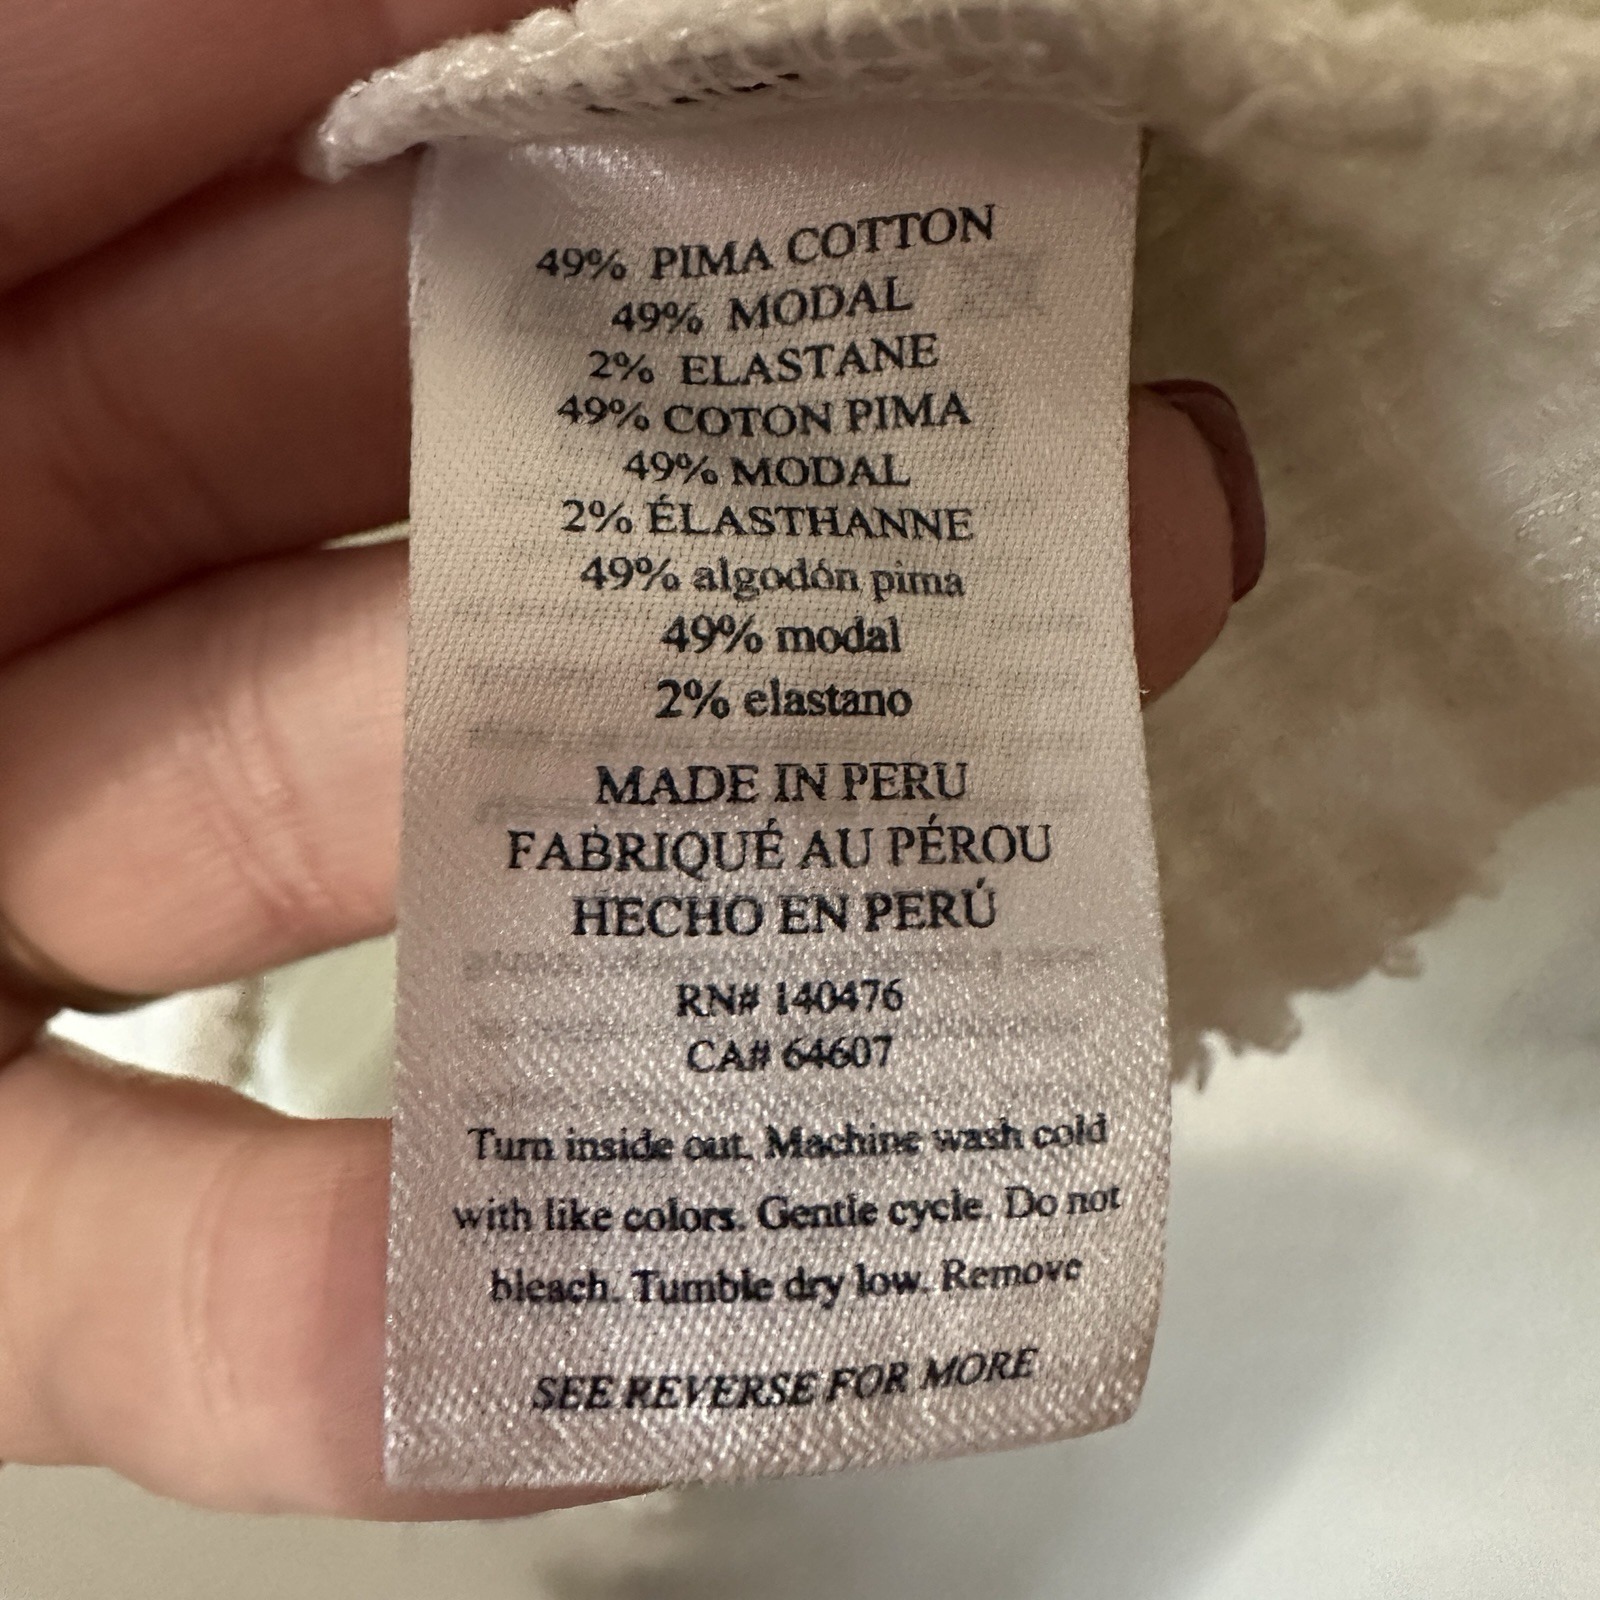 49% PIMA COTTON
49% MODAL
2% ELASTANE
49% COTON PIMA
49% MODAL
2% ÉLASTHANNE
49% algodón pima
49% modal
2% elastano
MADE IN PERU
FABRIQUÉ AU PÉROU
HECHO EN PERÚ
RN# 140476
CA# 64607
Turn inside out. Machine wash cold
with like colors. Gentle cycle. Do not
bleach. Tumble dry low. Remove
SEE REVERSE FOR MORE